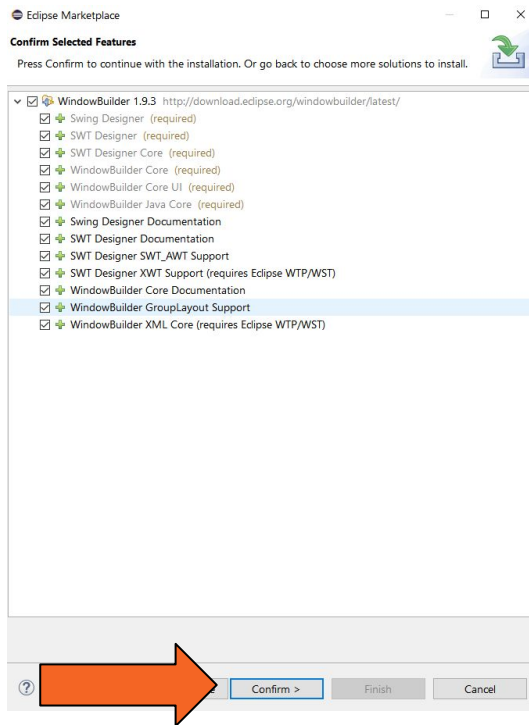 Eclipse Marketplace
Confirm Selected Features
Press Confirm to continue with the installation. Or go back to choose more solutions to install.
WindowBuilder 1.9.3 http://download.eclipse.org/windowbuilder/latest/
Swing Designer (required)
SWT Designer (required)
SWT Designer Core (required)
WindowBuilder Core (required)
WindowBuilder Core UI (required)
WindowBuilder Java Core (required)
Swing Designer Documentation
SWT Designer Documentation
SWT Designer SWT_AWT Support
SWT Designer XWT Support (requires Eclipse WTP/WST)
WindowBuilder Core Documentation
WindowBuilder GroupLayout Support
WindowBuilder XML Core (requires Eclipse WTP/WST)
? Confirm > Finish Cancel